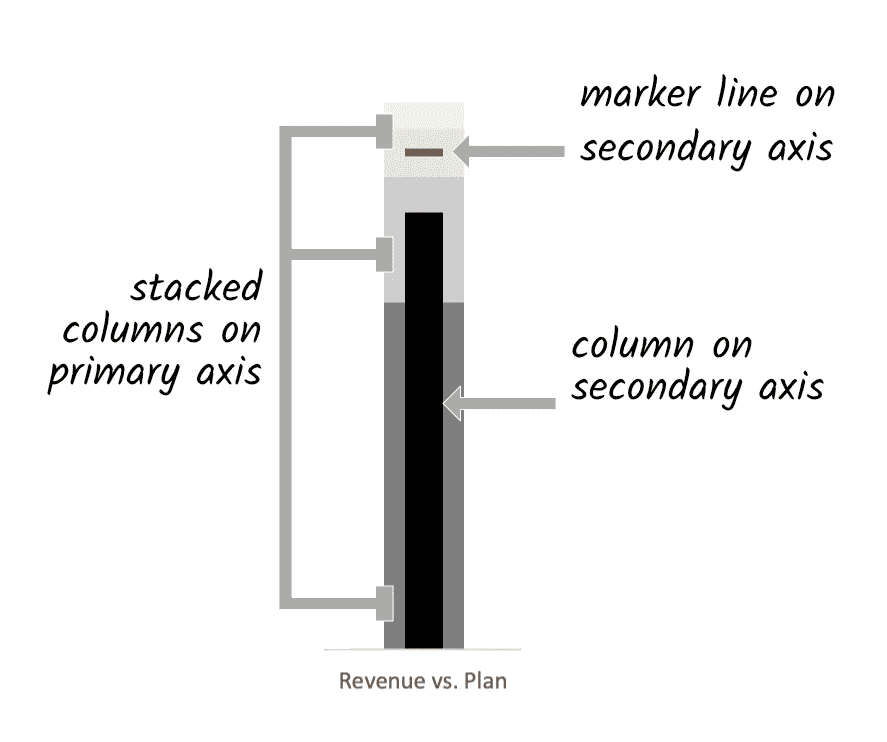 marker line on
secondary axis
stacked
columns on
primary axis
column on
secondary axis
Revenue vs. Plan